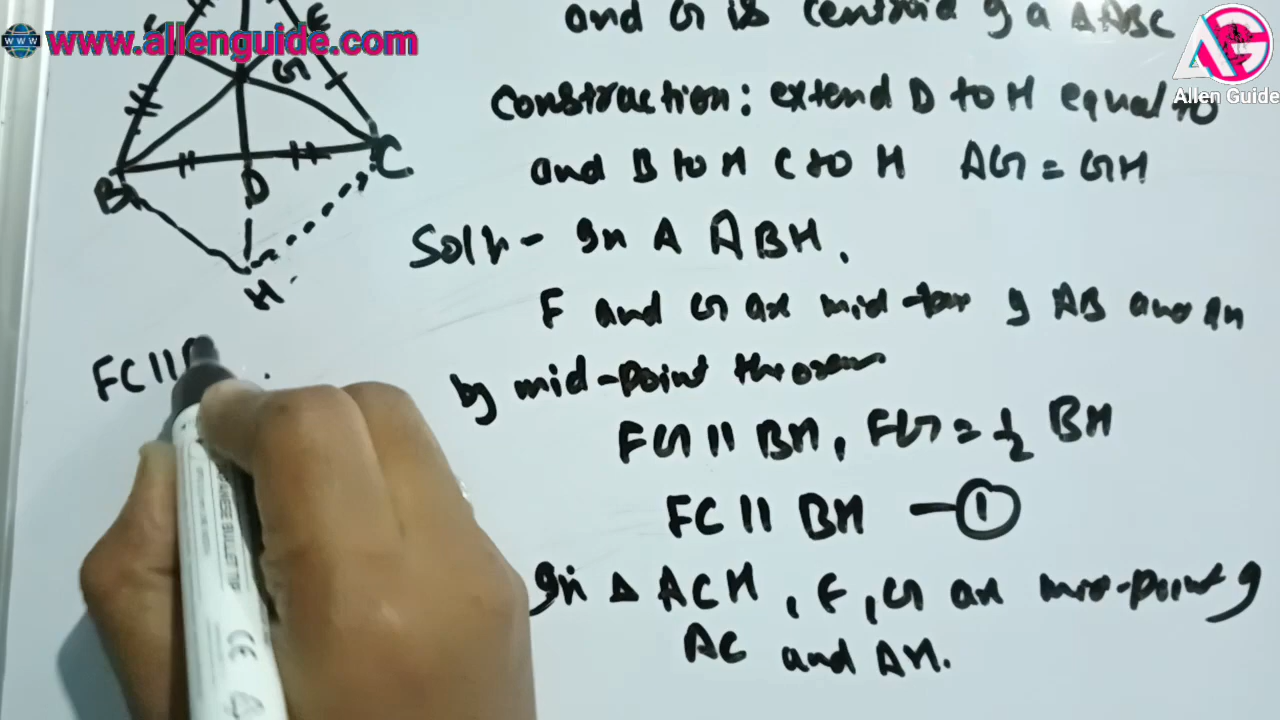 www.allenguide.com
AG
Allen Guide
E
G
B
D
C
H
FC ||
and G is centroid of a ΔABC
Construction: extend D to H equal to
and B to H C to H AG = GH
Soln - In Δ ABH.
F and G are mid- of AB and
by mid-point theorem
FG || BH, FG = 1/2 BH
FC || BH — ①
In Δ ACH, E, G are mid-point of
AC and AH.